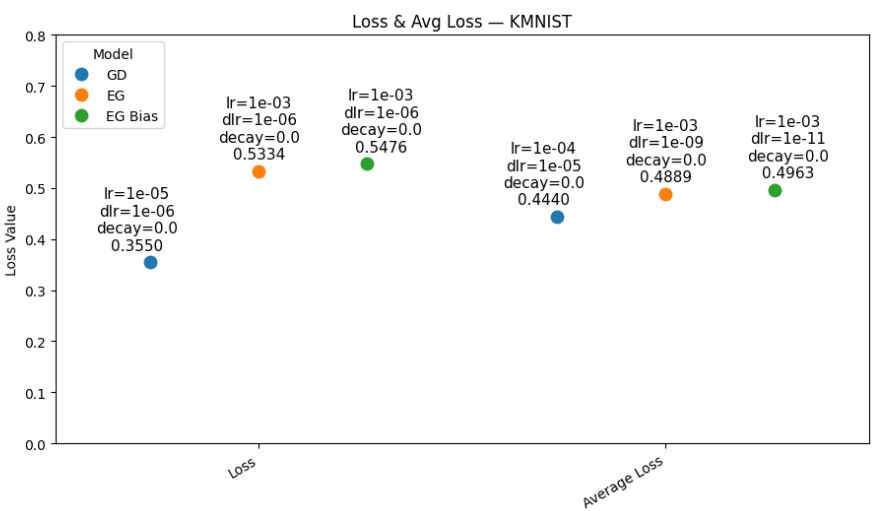 Loss & Avg Loss — KMNIST
Loss Value
0.8
0.7
0.6
0.5
0.4
0.3
0.2
0.1
0.0
Model
GD
EG
EG Bias
lr=1e-05
dlr=1e-06
decay=0.0
0.3550
lr=1e-03
dlr=1e-06
decay=0.0
0.5334
lr=1e-03
dlr=1e-06
decay=0.0
0.5476
lr=1e-04
dlr=1e-05
decay=0.0
0.4440
lr=1e-03
dlr=1e-09
decay=0.0
0.4889
lr=1e-03
dlr=1e-11
decay=0.0
0.4963
Loss
Average Loss